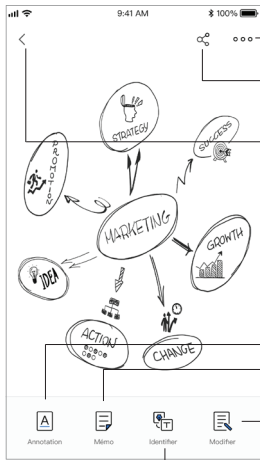 9:41 AM 100%
STRATEGY
SUCCESS
PROMOTION
MARKETING
GROWTH
IDEA
ACTION
CHANGE
A T
Annotation Mémo Identifier Modifier